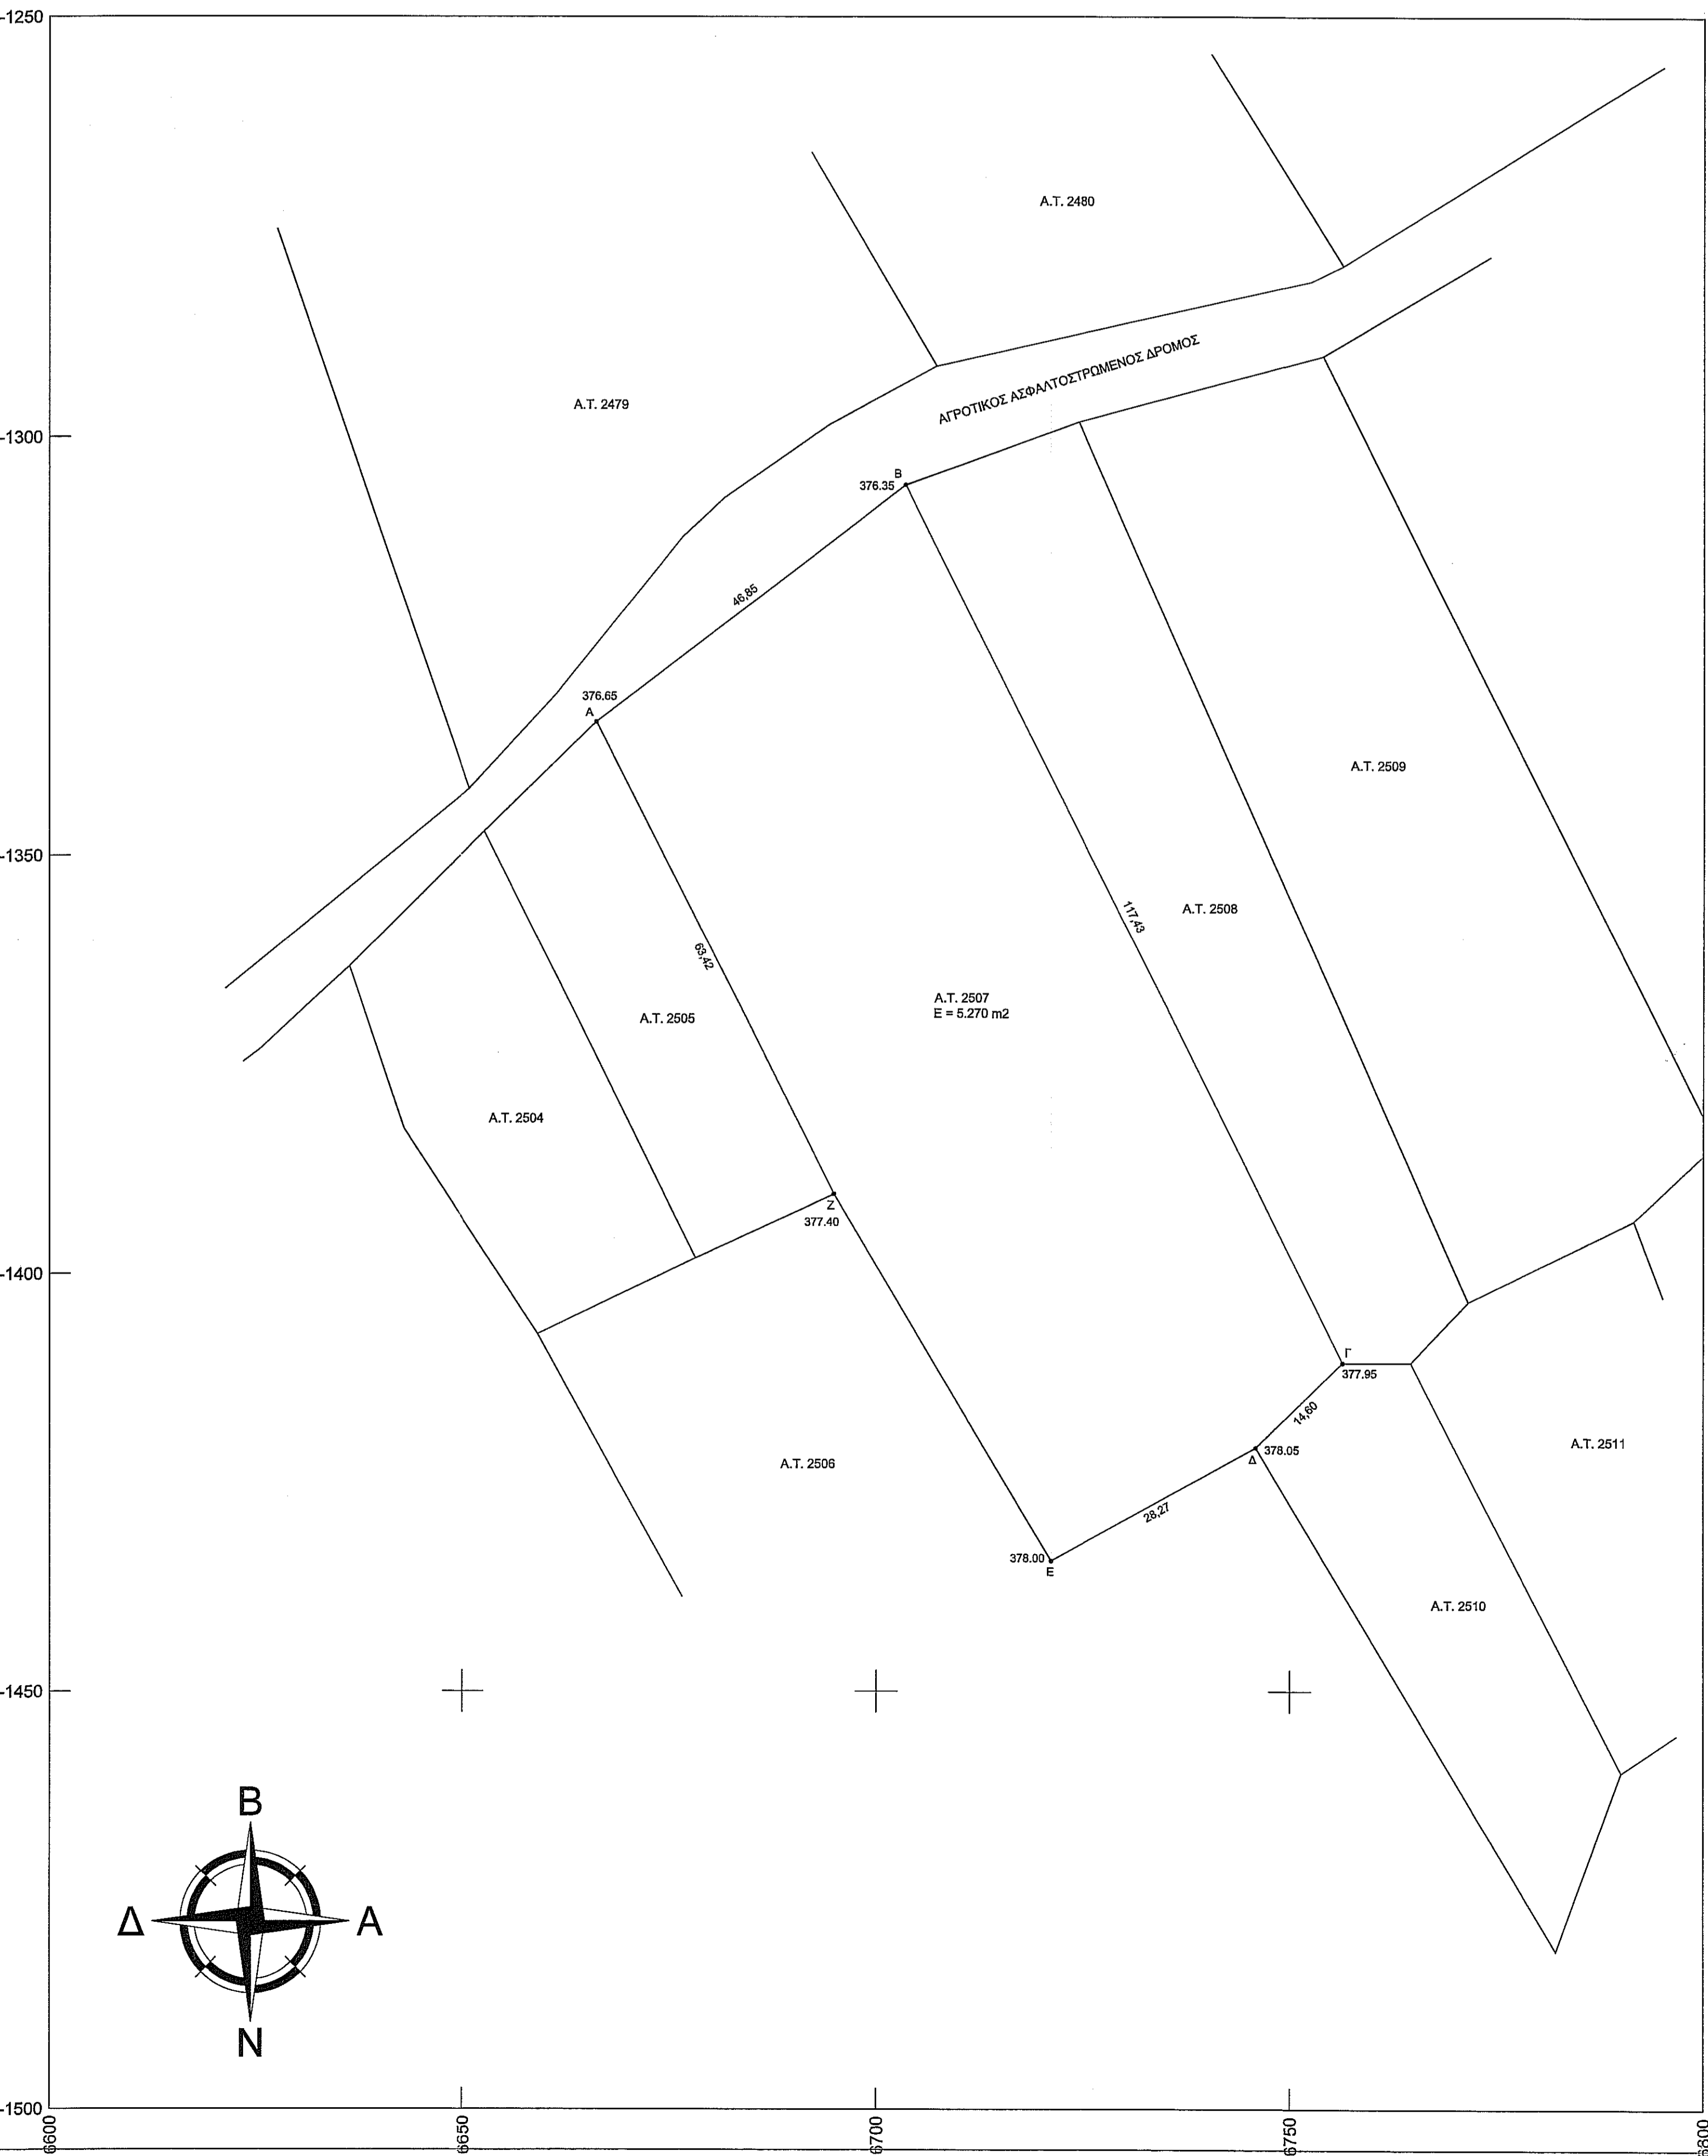 -1250
Α.Τ. 2480
ΑΓΡΟΤΙΚΟΣ ΑΣΦΑΛΤΟΣΤΡΩΜΕΝΟΣ ΔΡΟΜΟΣ
Α.Τ. 2479
-1300
Β
376.35
46,85
376.65
Α
Α.Τ. 2509
-1350
117,43
Α.Τ. 2508
63,42
Α.Τ. 2507
Ε = 5.270 m2
Α.Τ. 2505
Α.Τ. 2504
Ζ
377.40
-1400
Γ
377.95
14,60
378.05
Δ
Α.Τ. 2511
Α.Τ. 2506
28,27
378.00
Ε
Α.Τ. 2510
-1450
Β
Δ
Α
Ν
-1500
6600
6650
6700
6750
6800